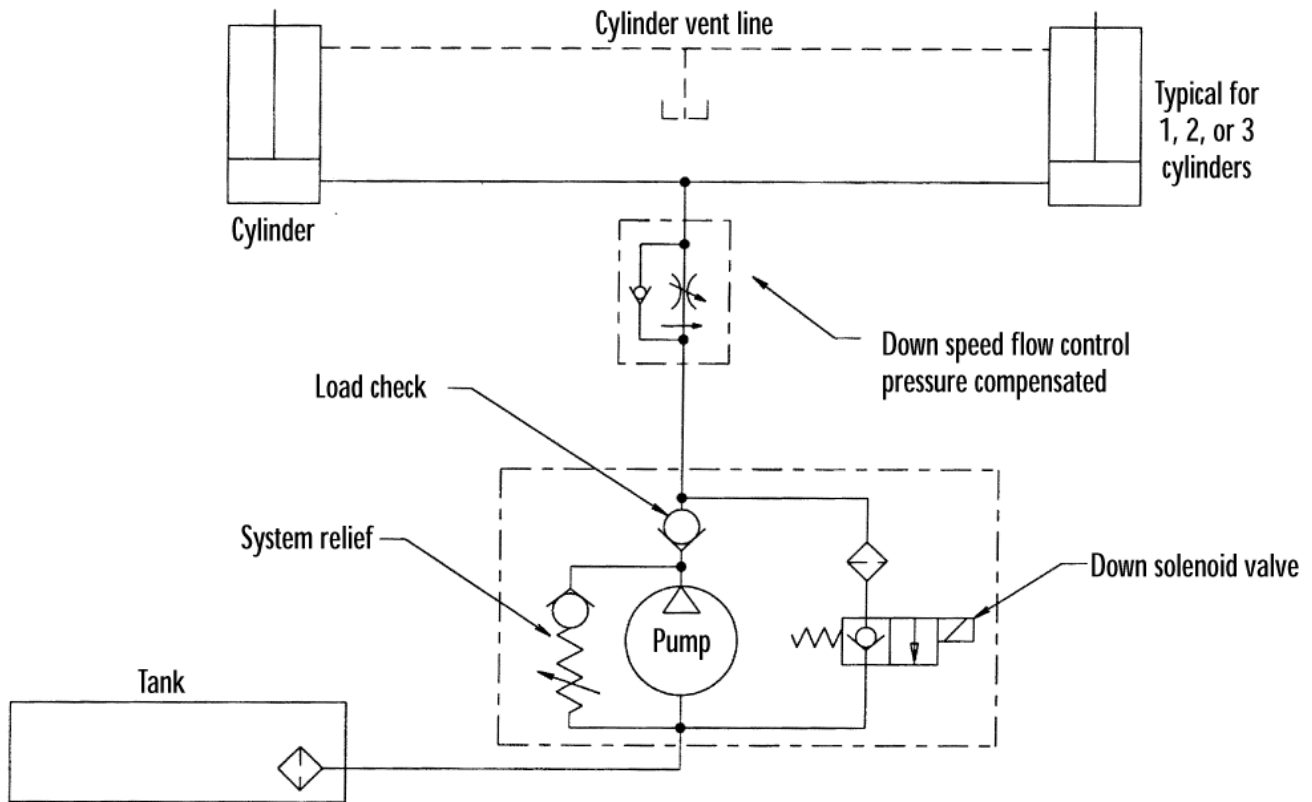 Cylinder vent line
Typical for
1, 2, or 3
cylinders
Cylinder
Down speed flow control
pressure compensated
Load check
System relief
Down solenoid valve
Pump
Tank